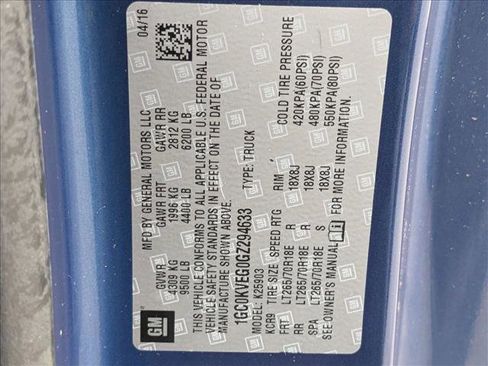 GM
MFD BY GENERAL MOTORS LLC 04/16
GVWR GAWR FRT GAWR RR
4309 KG 1996 KG 2812 KG
9500 LB 4400 LB 6200 LB
THIS VEHICLE CONFORMS TO ALL APPLICABLE U.S. FEDERAL MOTOR
VEHICLE SAFETY STANDARDS IN EFFECT ON THE DATE OF
MANUFACTURE SHOWN ABOVE.
1GC0KVEG0GZ294633 TYPE: TRUCK
MODEL: K25903
KCR9 TIRE SIZE SPEED RTG RIM COLD TIRE PRESSURE
FRT LT265/70R18E R 18X8J 420KPA(60PSI)
RR LT265/70R18E R 18X8J 480KPA(70PSI)
SPA LT265/70R18E S 18X8J 550KPA(80PSI)
SEE OWNER'S MANUAL FOR MORE INFORMATION.